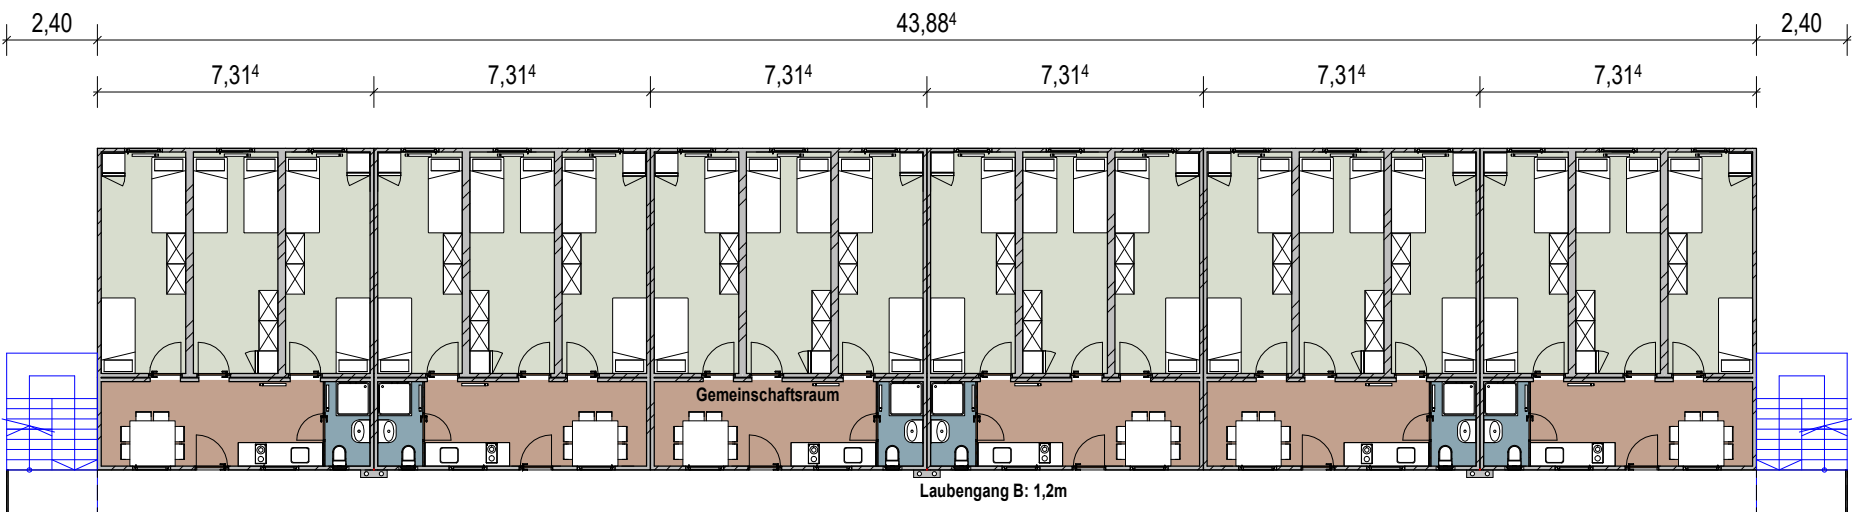 2,40 43,88⁴ 2,40
7,31⁴ 7,31⁴ 7,31⁴ 7,31⁴ 7,31⁴ 7,31⁴
Gemeinschaftsraum
Laubengang B: 1,2m